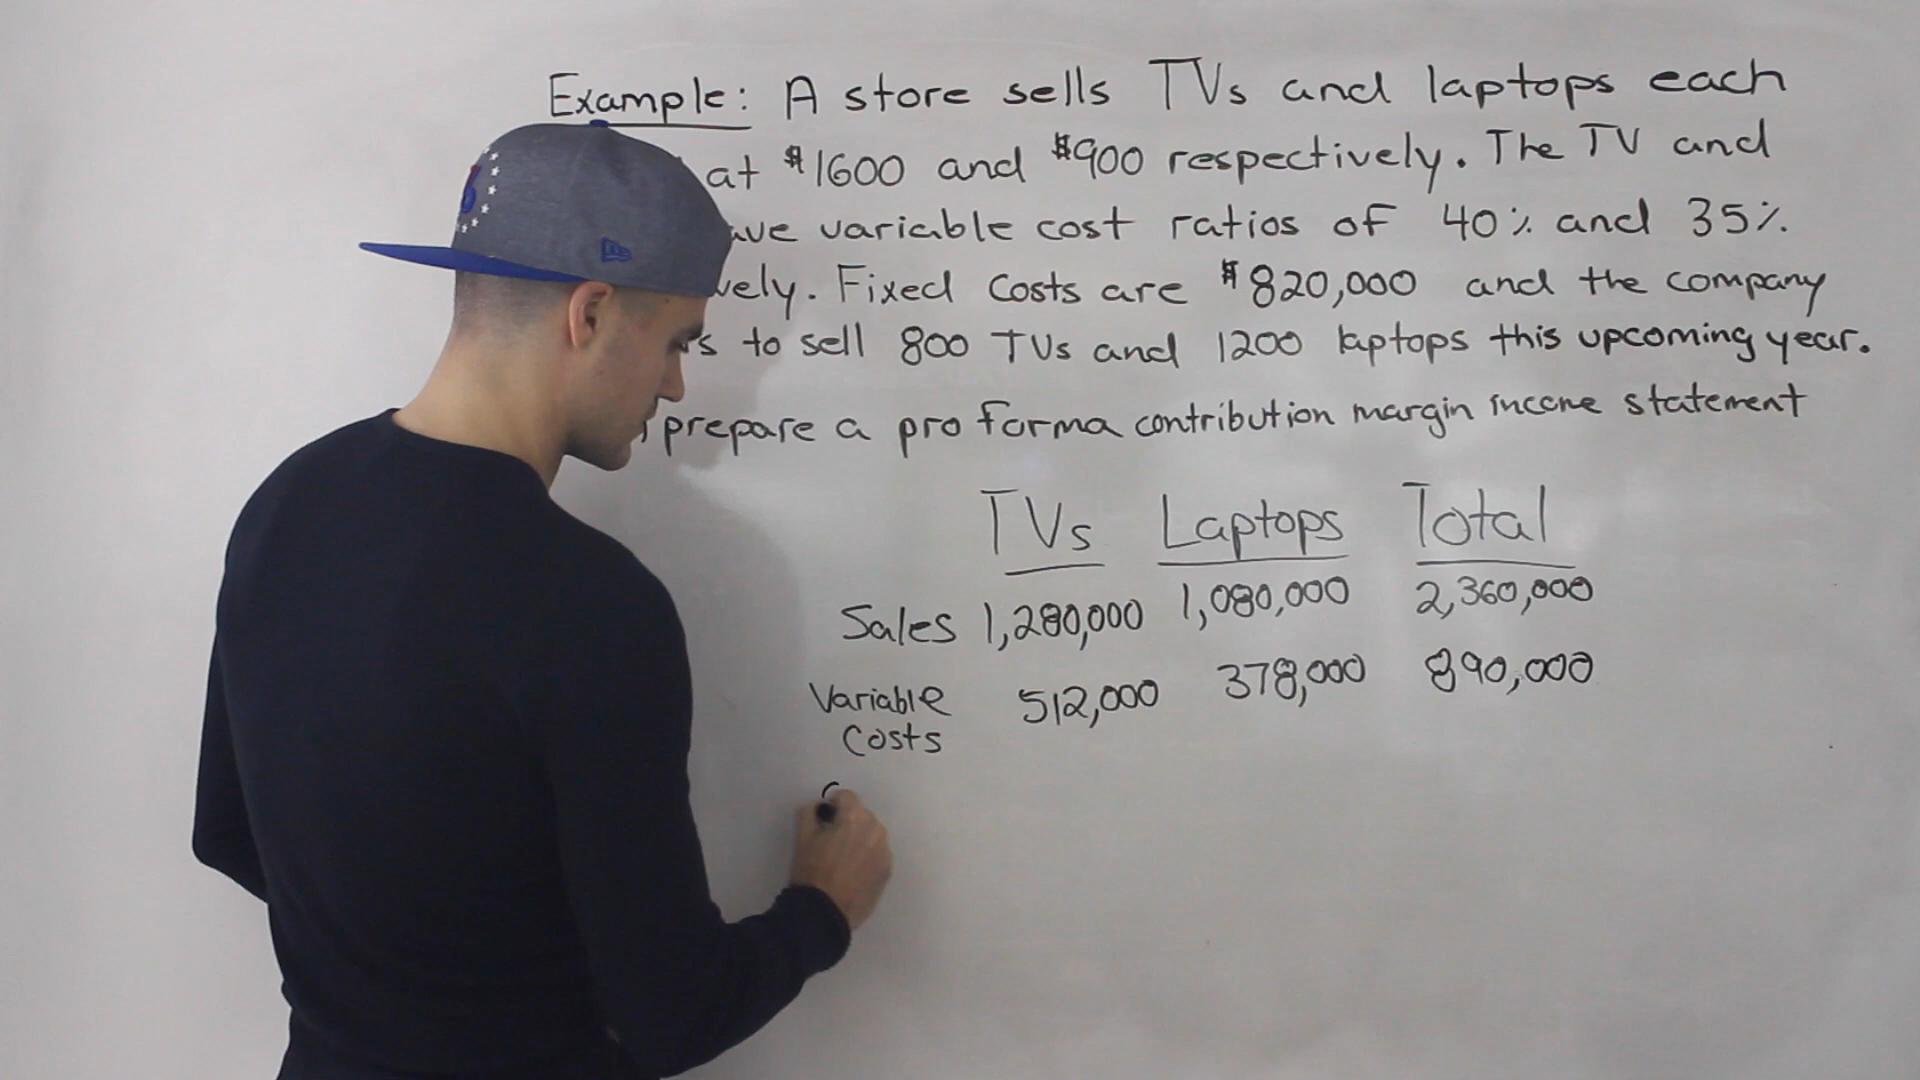 Example: A store sells TVs and laptops each
at $1600 and $900 respectively. The TV and
variable cost ratios of 40% and 35%
Fixed Costs are $820,000 and the company
to sell 800 TVs and 1200 laptops this upcoming year.
prepare a pro forma contribution margin income statement
TVs Laptops Total
Sales 1,280,000 1,080,000 2,360,000
Variable 512,000 378,000 890,000
Costs